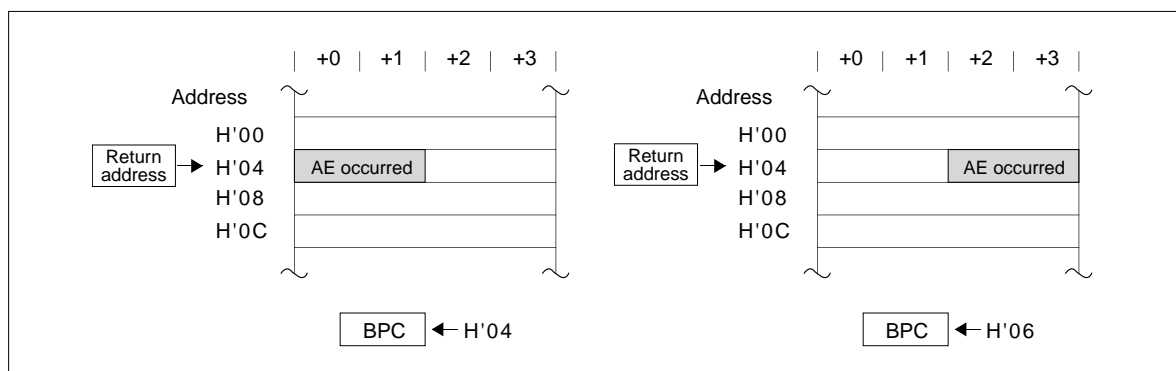 +0 +1 +2 +3
Address
H'00
Return
address
H'04
AE occurred
H'08
H'0C
BPC
H'04
+0 +1 +2 +3
Address
H'00
Return
address
H'04
AE occurred
H'08
H'0C
BPC
H'06